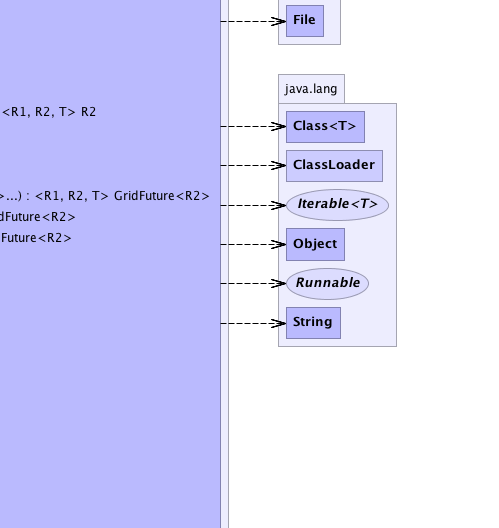 File
java.lang
<R1, R2, T> R2
Class<T>
ClassLoader
>...) : <R1, R2, T> GridFuture<R2>
Iterable<T>
dFuture<R2>
Future<R2>
Object
Runnable
String